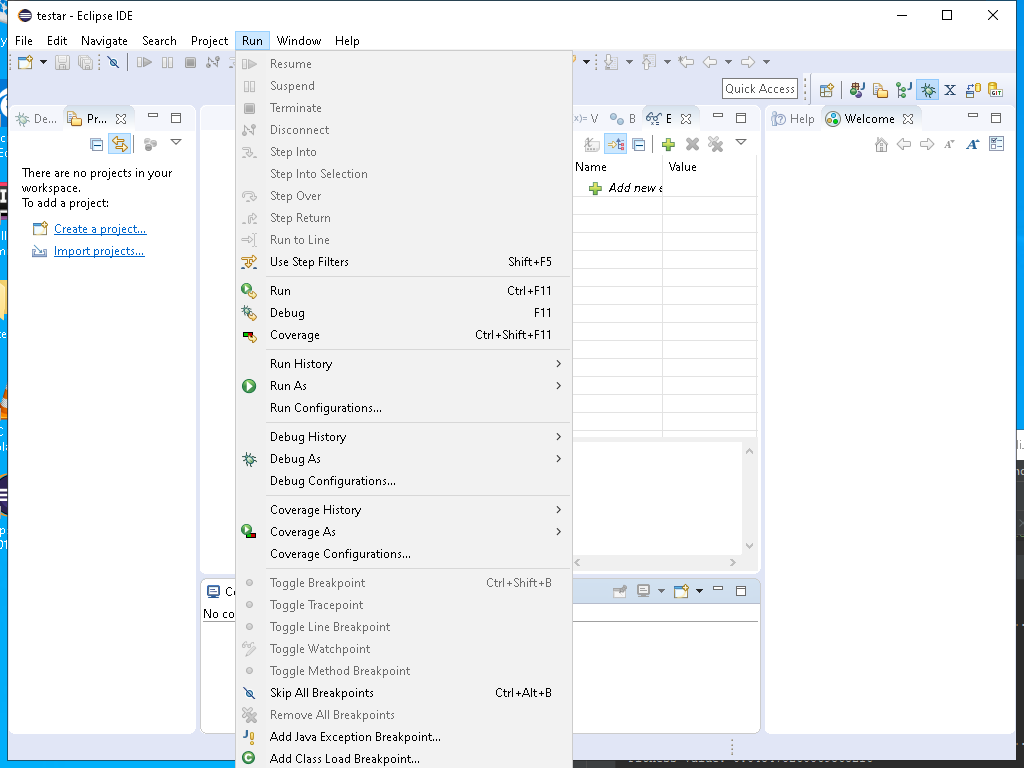 testar - Eclipse IDE
File Edit Navigate Search Project Run Window Help
Quick Access
De... Pr...
There are no projects in your
workspace.
To add a project:
Create a project...
Import projects...
Resume
Suspend
Terminate
Disconnect
Step Into
Step Into Selection
Step Over
Step Return
Run to Line
Use Step Filters Shift+F5
Run Ctrl+F11
Debug F11
Coverage Ctrl+Shift+F11
Run History
Run As
Run Configurations...
Debug History
Debug As
Debug Configurations...
Coverage History
Coverage As
Coverage Configurations...
Toggle Breakpoint Ctrl+Shift+B
Toggle Tracepoint
Toggle Line Breakpoint
Toggle Watchpoint
Toggle Method Breakpoint
Skip All Breakpoints Ctrl+Alt+B
Remove All Breakpoints
Add Java Exception Breakpoint...
Add Class Load Breakpoint...
(x)= V B E
Name Value
Add new e
Help Welcome
No co